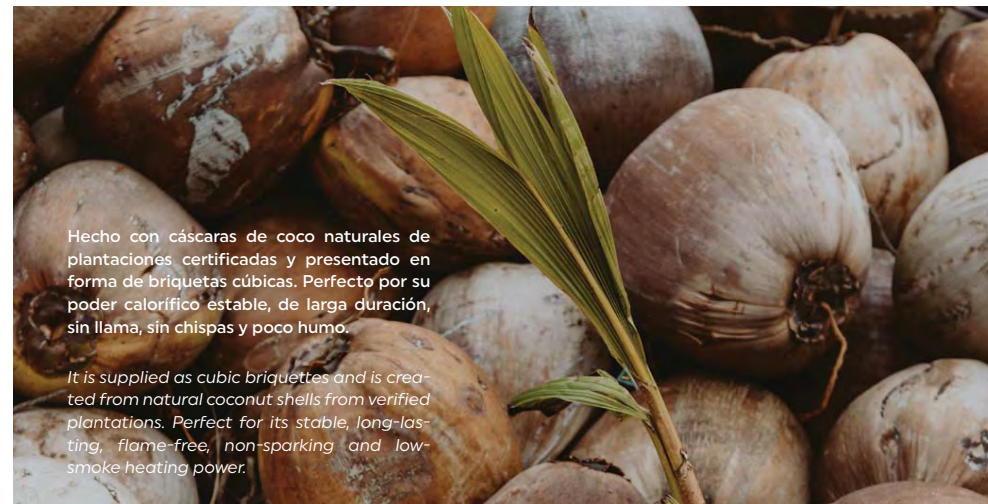 Hecho con cáscaras de coco naturales de
plantaciones certificadas y presentado en
forma de briquetas cúbicas. Perfecto por su
poder calorífico estable, de larga duración,
sin llama, sin chispas y poco humo.
It is supplied as cubic briquettes and is crea-
ted from natural coconut shells from verified
plantations. Perfect for its stable, long-las-
ting, flame-free, non-sparking and low-
smoke heating power.